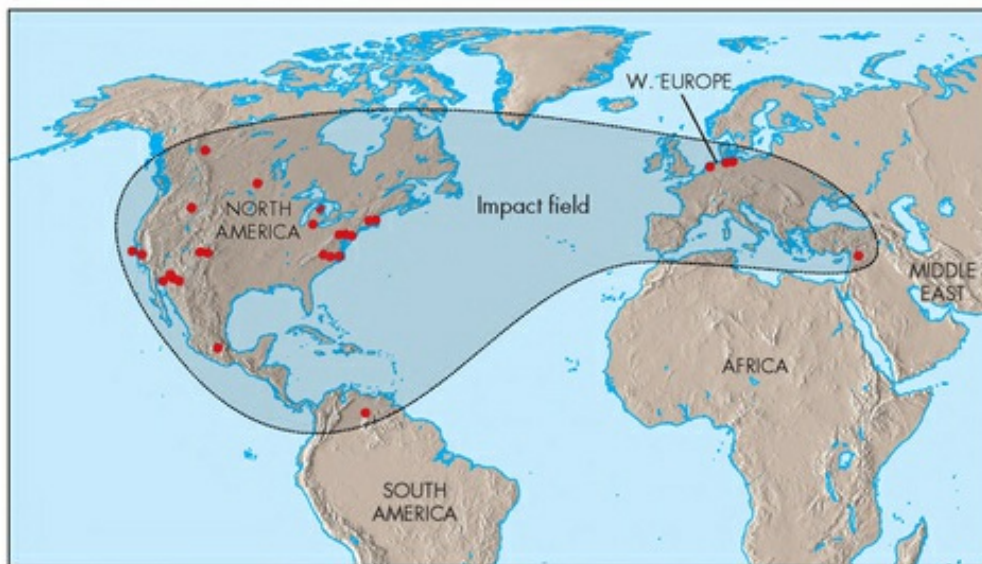 W. EUROPE
NORTH
AMERICA
Impact field
MIDDLE
EAST
AFRICA
SOUTH
AMERICA